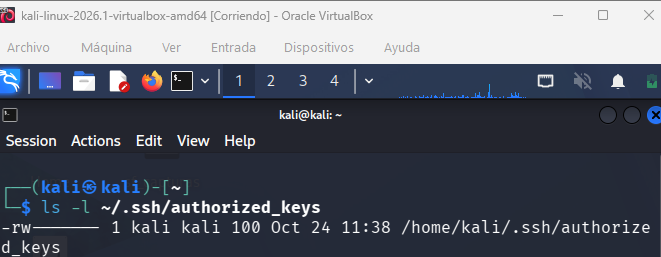 kali-linux-2026.1-virtualbox-amd64 [Corriendo] - Oracle VirtualBox
Archivo Máquina Ver Entrada Dispositivos Ayuda
1 2 3 4
kali@kali: ~
Session Actions Edit View Help
┌──(kali㉿kali)-[~]
└─$ ls -l ~/.ssh/authorized_keys
-rw------- 1 kali kali 100 Oct 24 11:38 /home/kali/.ssh/authorize
d_keys